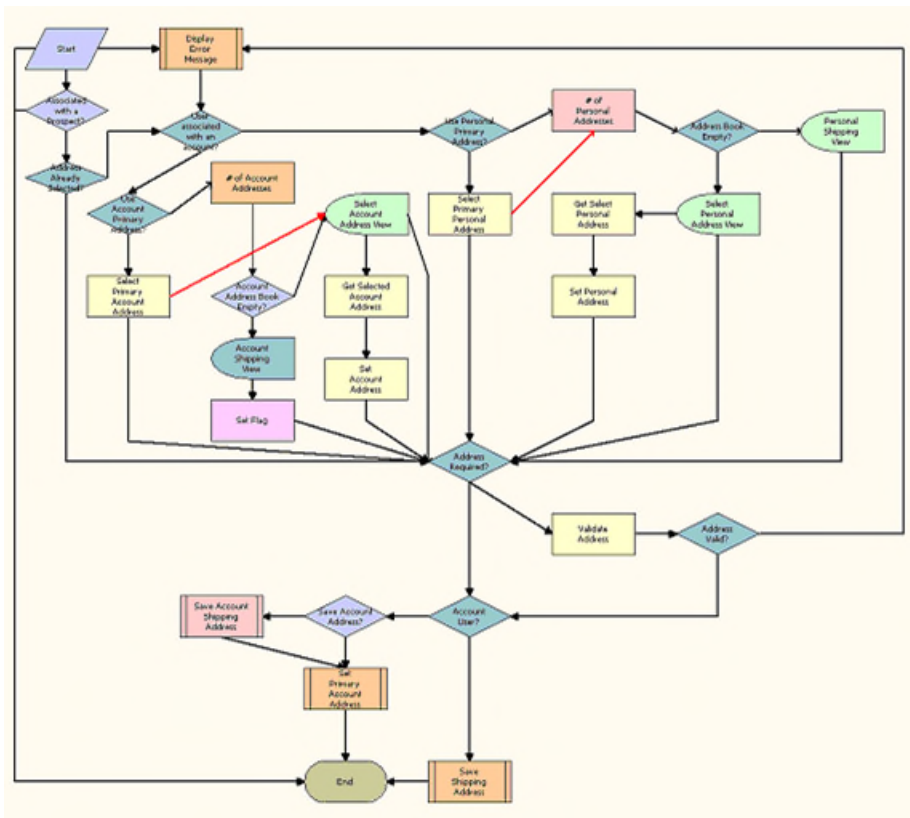 Start
Display
Error
Message
Associated
with a
Prospect?
User
associated
with an
account?
Use Personal
Primary
Address?
# of
Personal
Addresses
Address Book
Empty?
Personal
Shipping
View
Address
Already
Selected?
Use
Account
Primary
Address?
# of Account
Addresses
Select
Account
Address View
Select
Primary
Personal
Address
Get Select
Personal
Address
Select
Personal
Address View
Select
Primary
Account
Address
Account
Address Book
Empty?
Get Selected
Account
Address
Set Personal
Address
Account
Shipping
View
Set
Account
Address
Set Flag
Address
Required?
Validate
Address
Address
Valid?
Save Account
Shipping
Address
Save Account
Address?
Account
User?
Set
Primary
Account
Address
End
Save
Shipping
Address